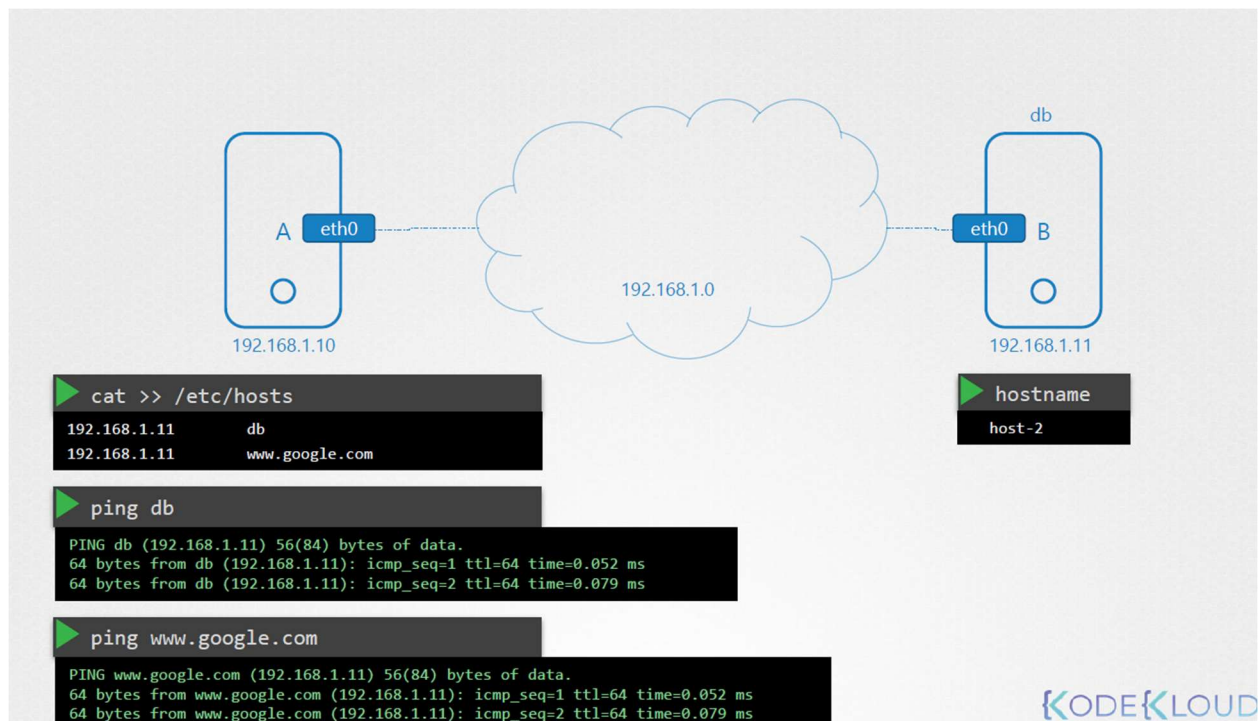 db
A eth0
eth0 B
192.168.1.0
192.168.1.10
192.168.1.11
cat >> /etc/hosts
192.168.1.11 db
192.168.1.11 www.google.com
hostname
host-2
ping db
PING db (192.168.1.11) 56(84) bytes of data.
64 bytes from db (192.168.1.11): icmp_seq=1 ttl=64 time=0.052 ms
64 bytes from db (192.168.1.11): icmp_seq=2 ttl=64 time=0.079 ms
ping www.google.com
PING www.google.com (192.168.1.11) 56(84) bytes of data.
64 bytes from www.google.com (192.168.1.11): icmp_seq=1 ttl=64 time=0.052 ms
64 bytes from www.google.com (192.168.1.11): icmp_seq=2 ttl=64 time=0.079 ms
KODEKLOUD